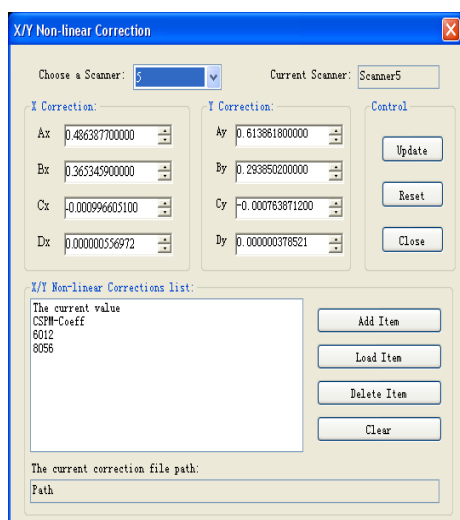 X/Y Non-linear Correction
Choose a Scanner: 5 Current Scanner: Scanner5
X Correction: Y Correction: Control
Ax 0.486387700000 Ay 0.613861800000
Update
Bx 0.365345900000 By 0.293850200000
Reset
Cx -0.000996605100 Cy -0.000763871200
Dx 0.000000556972 Dy 0.000000378521 Close
X/Y Non-linear Corrections list:
The current value
CSPM-Coeff
6012
8056
Add Item
Load Item
Delete Item
Clear
The current correction file path:
Path